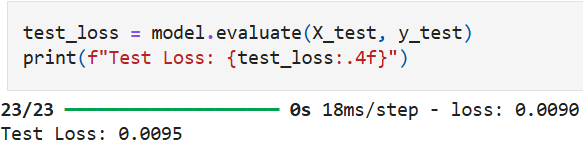 test_loss = model.evaluate(X_test, y_test)
print(f"Test Loss: {test_loss:.4f}")
23/23 ━━━━━━━━━━━━━━━━━━━━ 0s 18ms/step - loss: 0.0090
Test Loss: 0.0095